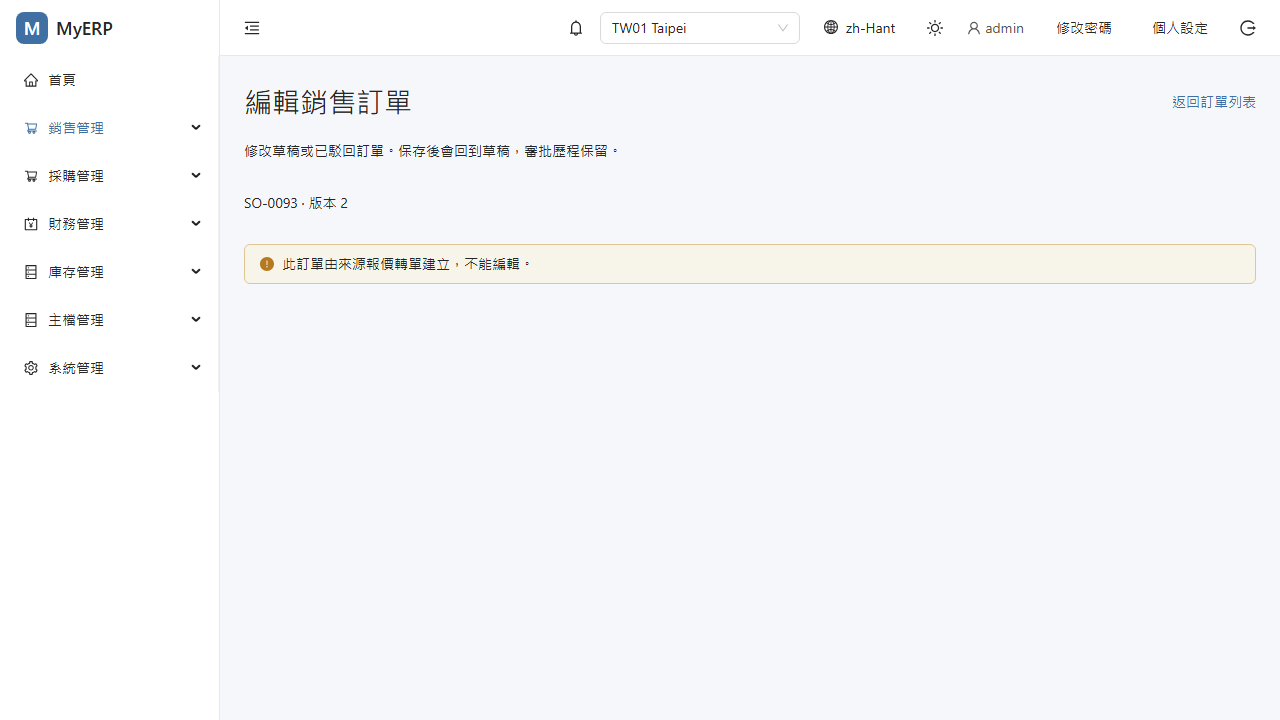 M MyERP
TW01 Taipei
zh-Hant
admin
修改密碼
個人設定
首頁
銷售管理
採購管理
財務管理
庫存管理
主檔管理
系統管理
編輯銷售訂單
返回訂單列表
修改草稿或已駁回訂單。保存後會回到草稿，審批歷程保留。
SO-0093 · 版本 2
此訂單由來源報價轉單建立，不能編輯。